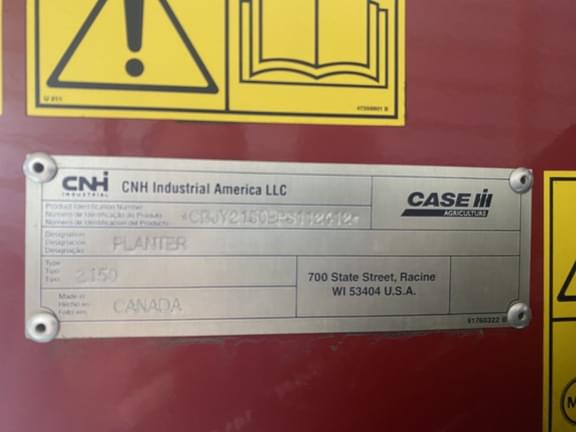 U 011
47398801 B
CNH
INDUSTRIAL
CNH Industrial America LLC
Product Identification Number
Número de Identificação do Produto
Número de Identificación del Producto
CASE IH
AGRICULTURE
Designation
Designación
Designação
PLANTER
Type
Tipo
Tipo
2150
700 State Street, Racine
WI 53404 U.S.A.
Made in
Hecho en
Feito em
CANADA
M